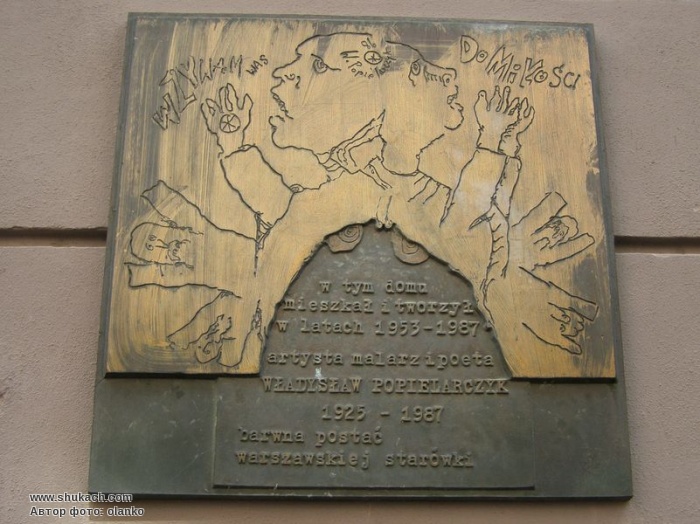 WZYWAM WAS
DO MIŁOŚCI
w tym domu
mieszkał i tworzył
w latach 1953-1987
artysta malarz i poeta
WŁADYSŁAW POPIELARCZYK
1925 - 1987
barwna postać
warszawskiej starówki
www.shukach.com
Автор фото: olanko